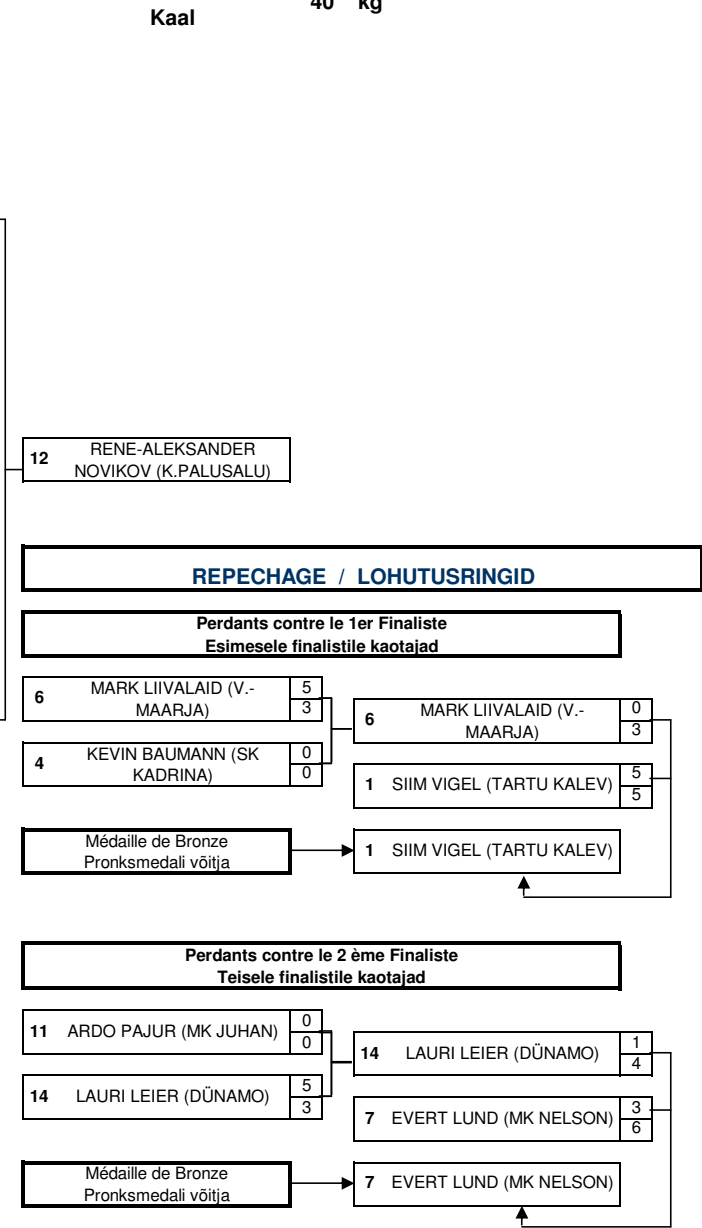 40 kg
Kaal
12 RENE-ALEKSANDER
NOVIKOV (K.PALUSALU)
REPECHAGE / LOHUTUSRINGID
Perdants contre le 1er Finaliste
Esimesele finalistile kaotajad
6 MARK LIIVALAID (V.-
MAARJA)
5
3
4 KEVIN BAUMANN (SK
KADRINA)
0
0
6 MARK LIIVALAID (V.-
MAARJA)
0
3
1 SIIM VIGEL (TARTU KALEV)
5
5
Médaille de Bronze
Pronksmedali võitja
1 SIIM VIGEL (TARTU KALEV)
Perdants contre le 2 ème Finaliste
Teisele finalistile kaotajad
11 ARDO PAJUR (MK JUHAN)
0
0
14 LAURI LEIER (DÜNAMO)
5
3
14 LAURI LEIER (DÜNAMO)
1
4
7 EVERT LUND (MK NELSON)
3
6
Médaille de Bronze
Pronksmedali võitja
7 EVERT LUND (MK NELSON)